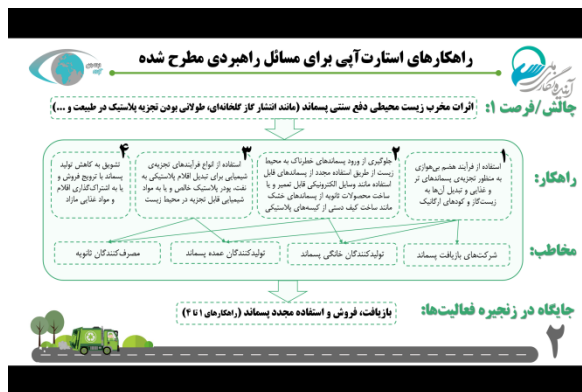 راهکارهای استارت‌آپی برای مسائل راهبردی مطرح شده
چالش/فرصت ۱:
اثرات مخرب زیست محیطی دفع سنتی پسماند (مانند انتشار گاز گلخانه‌ای، طولانی بودن تجزیه پلاستیک در طبیعت و ...)
راهکار:
۱
استفاده از فرآیند هضم بی‌هوازی
به منظور تجزیه‌ی پسماندهای تر
و غذایی و تبدیل آن‌ها به
زیست‌گاز و کودهای ارگانیک
۲
جلوگیری از ورود پسماندهای خطرناک به محیط
زیست از طریق استفاده مجدد از پسماندهای قابل
استفاده مانند وسایل الکترونیکی قابل تعمیر و یا
ساخت محصولات ثانویه از پسماندهای خشک
مانند ساخت کیف دستی از کیسه‌های پلاستیکی
۳
استفاده از انواع فرآیندهای تجزیه‌ی
شیمیایی برای تبدیل اقلام پلاستیکی به
نفت، پودر پلاستیک خالص و یا به مواد
شیمیایی قابل تجزیه در محیط زیست
۴
تشویق به کاهش تولید
پسماند با ترویج فروش و
یا به اشتراک‌گذاری اقلام
و مواد غذایی مازاد
مخاطب:
شرکت‌های بازیافت پسماند
تولیدکنندگان خانگی پسماند
تولیدکنندگان عمده پسماند
مصرف‌کنندگان ثانویه
جایگاه در زنجیره فعالیت‌ها:
بازیافت، فروش و استفاده مجدد پسماند (راهکارهای ۱ تا ۴)
۲